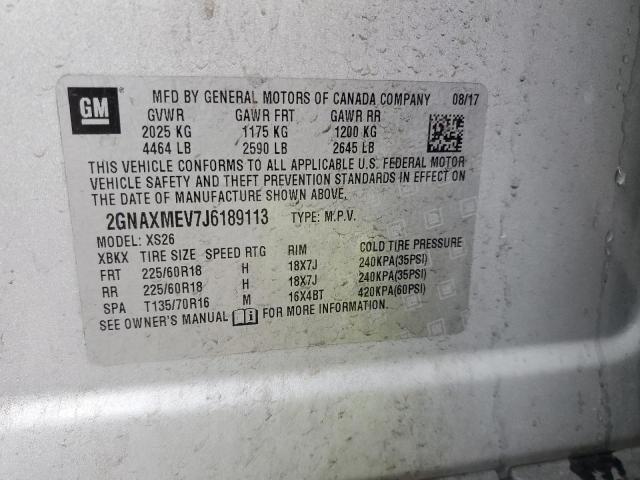 GM
MFD BY GENERAL MOTORS OF CANADA COMPANY 08/17
GVWR GAWR FRT GAWR RR
2025 KG 1175 KG 1200 KG
4464 LB 2590 LB 2645 LB
THIS VEHICLE CONFORMS TO ALL APPLICABLE U.S. FEDERAL MOTOR
VEHICLE SAFETY AND THEFT PREVENTION STANDARDS IN EFFECT ON
THE DATE OF MANUFACTURE SHOWN ABOVE.
2GNAXMEV7J6189113 TYPE: M.P.V.
MODEL: XS26
XBKX TIRE SIZE SPEED RTG RIM COLD TIRE PRESSURE
FRT 225/60R18 H 18X7J 240KPA(35PSI)
RR 225/60R18 H 18X7J 240KPA(35PSI)
SPA T135/70R16 M 16X4BT 420KPA(60PSI)
SEE OWNER'S MANUAL FOR MORE INFORMATION.